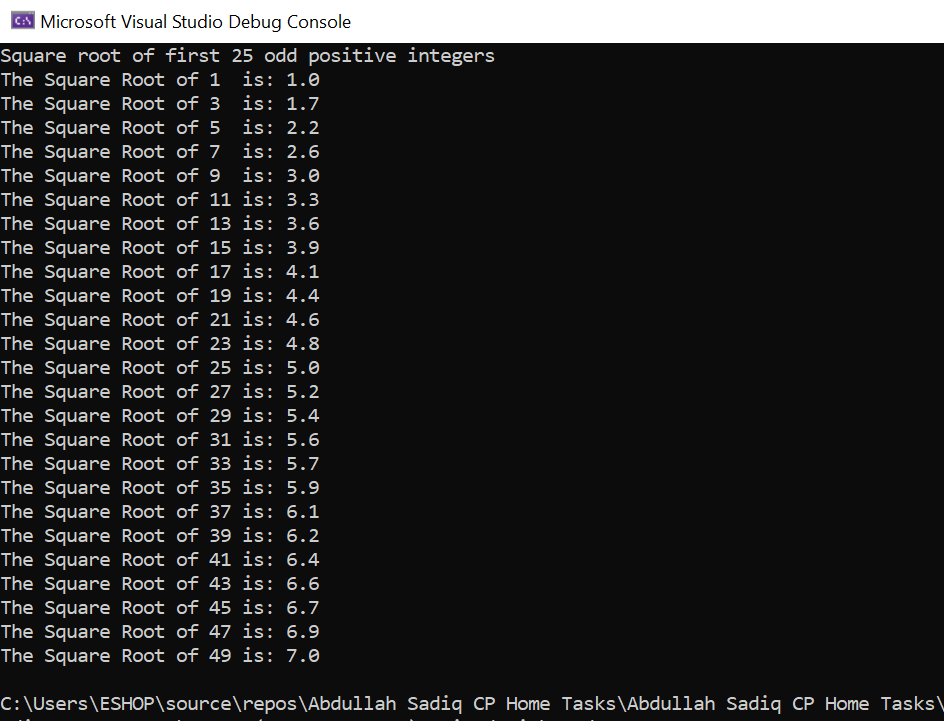 Microsoft Visual Studio Debug Console
Square root of first 25 odd positive integers
The Square Root of 1  is: 1.0
The Square Root of 3  is: 1.7
The Square Root of 5  is: 2.2
The Square Root of 7  is: 2.6
The Square Root of 9  is: 3.0
The Square Root of 11 is: 3.3
The Square Root of 13 is: 3.6
The Square Root of 15 is: 3.9
The Square Root of 17 is: 4.1
The Square Root of 19 is: 4.4
The Square Root of 21 is: 4.6
The Square Root of 23 is: 4.8
The Square Root of 25 is: 5.0
The Square Root of 27 is: 5.2
The Square Root of 29 is: 5.4
The Square Root of 31 is: 5.6
The Square Root of 33 is: 5.7
The Square Root of 35 is: 5.9
The Square Root of 37 is: 6.1
The Square Root of 39 is: 6.2
The Square Root of 41 is: 6.4
The Square Root of 43 is: 6.6
The Square Root of 45 is: 6.7
The Square Root of 47 is: 6.9
The Square Root of 49 is: 7.0
C:\Users\ESHOP\source\repos\Abdullah Sadiq CP Home Tasks\Abdullah Sadiq CP Home Tasks\